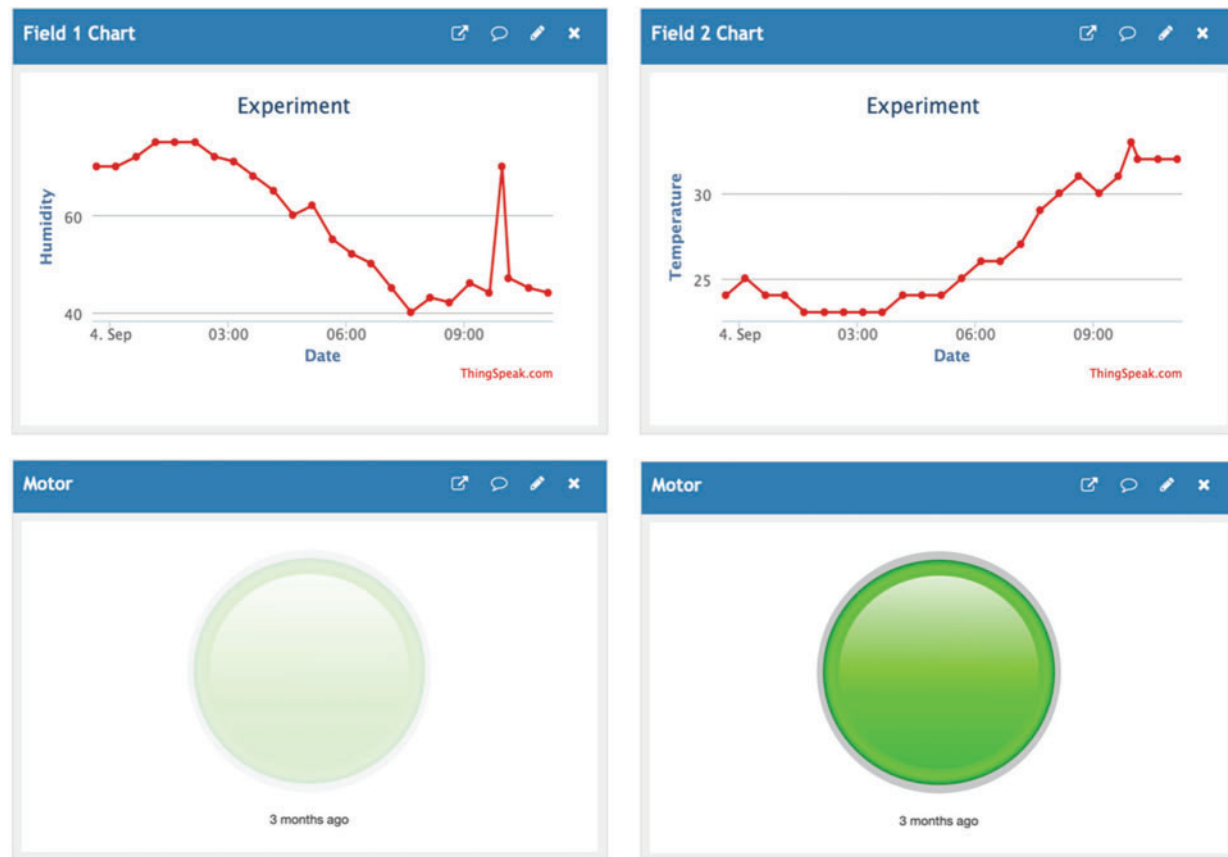 Field 1 Chart
Experiment
Humidity
60
40
4. Sep 03:00 06:00 09:00
Date
ThingSpeak.com
Field 2 Chart
Experiment
Temperature
30
25
4. Sep 03:00 06:00 09:00
Date
ThingSpeak.com
Motor
3 months ago
Motor
3 months ago